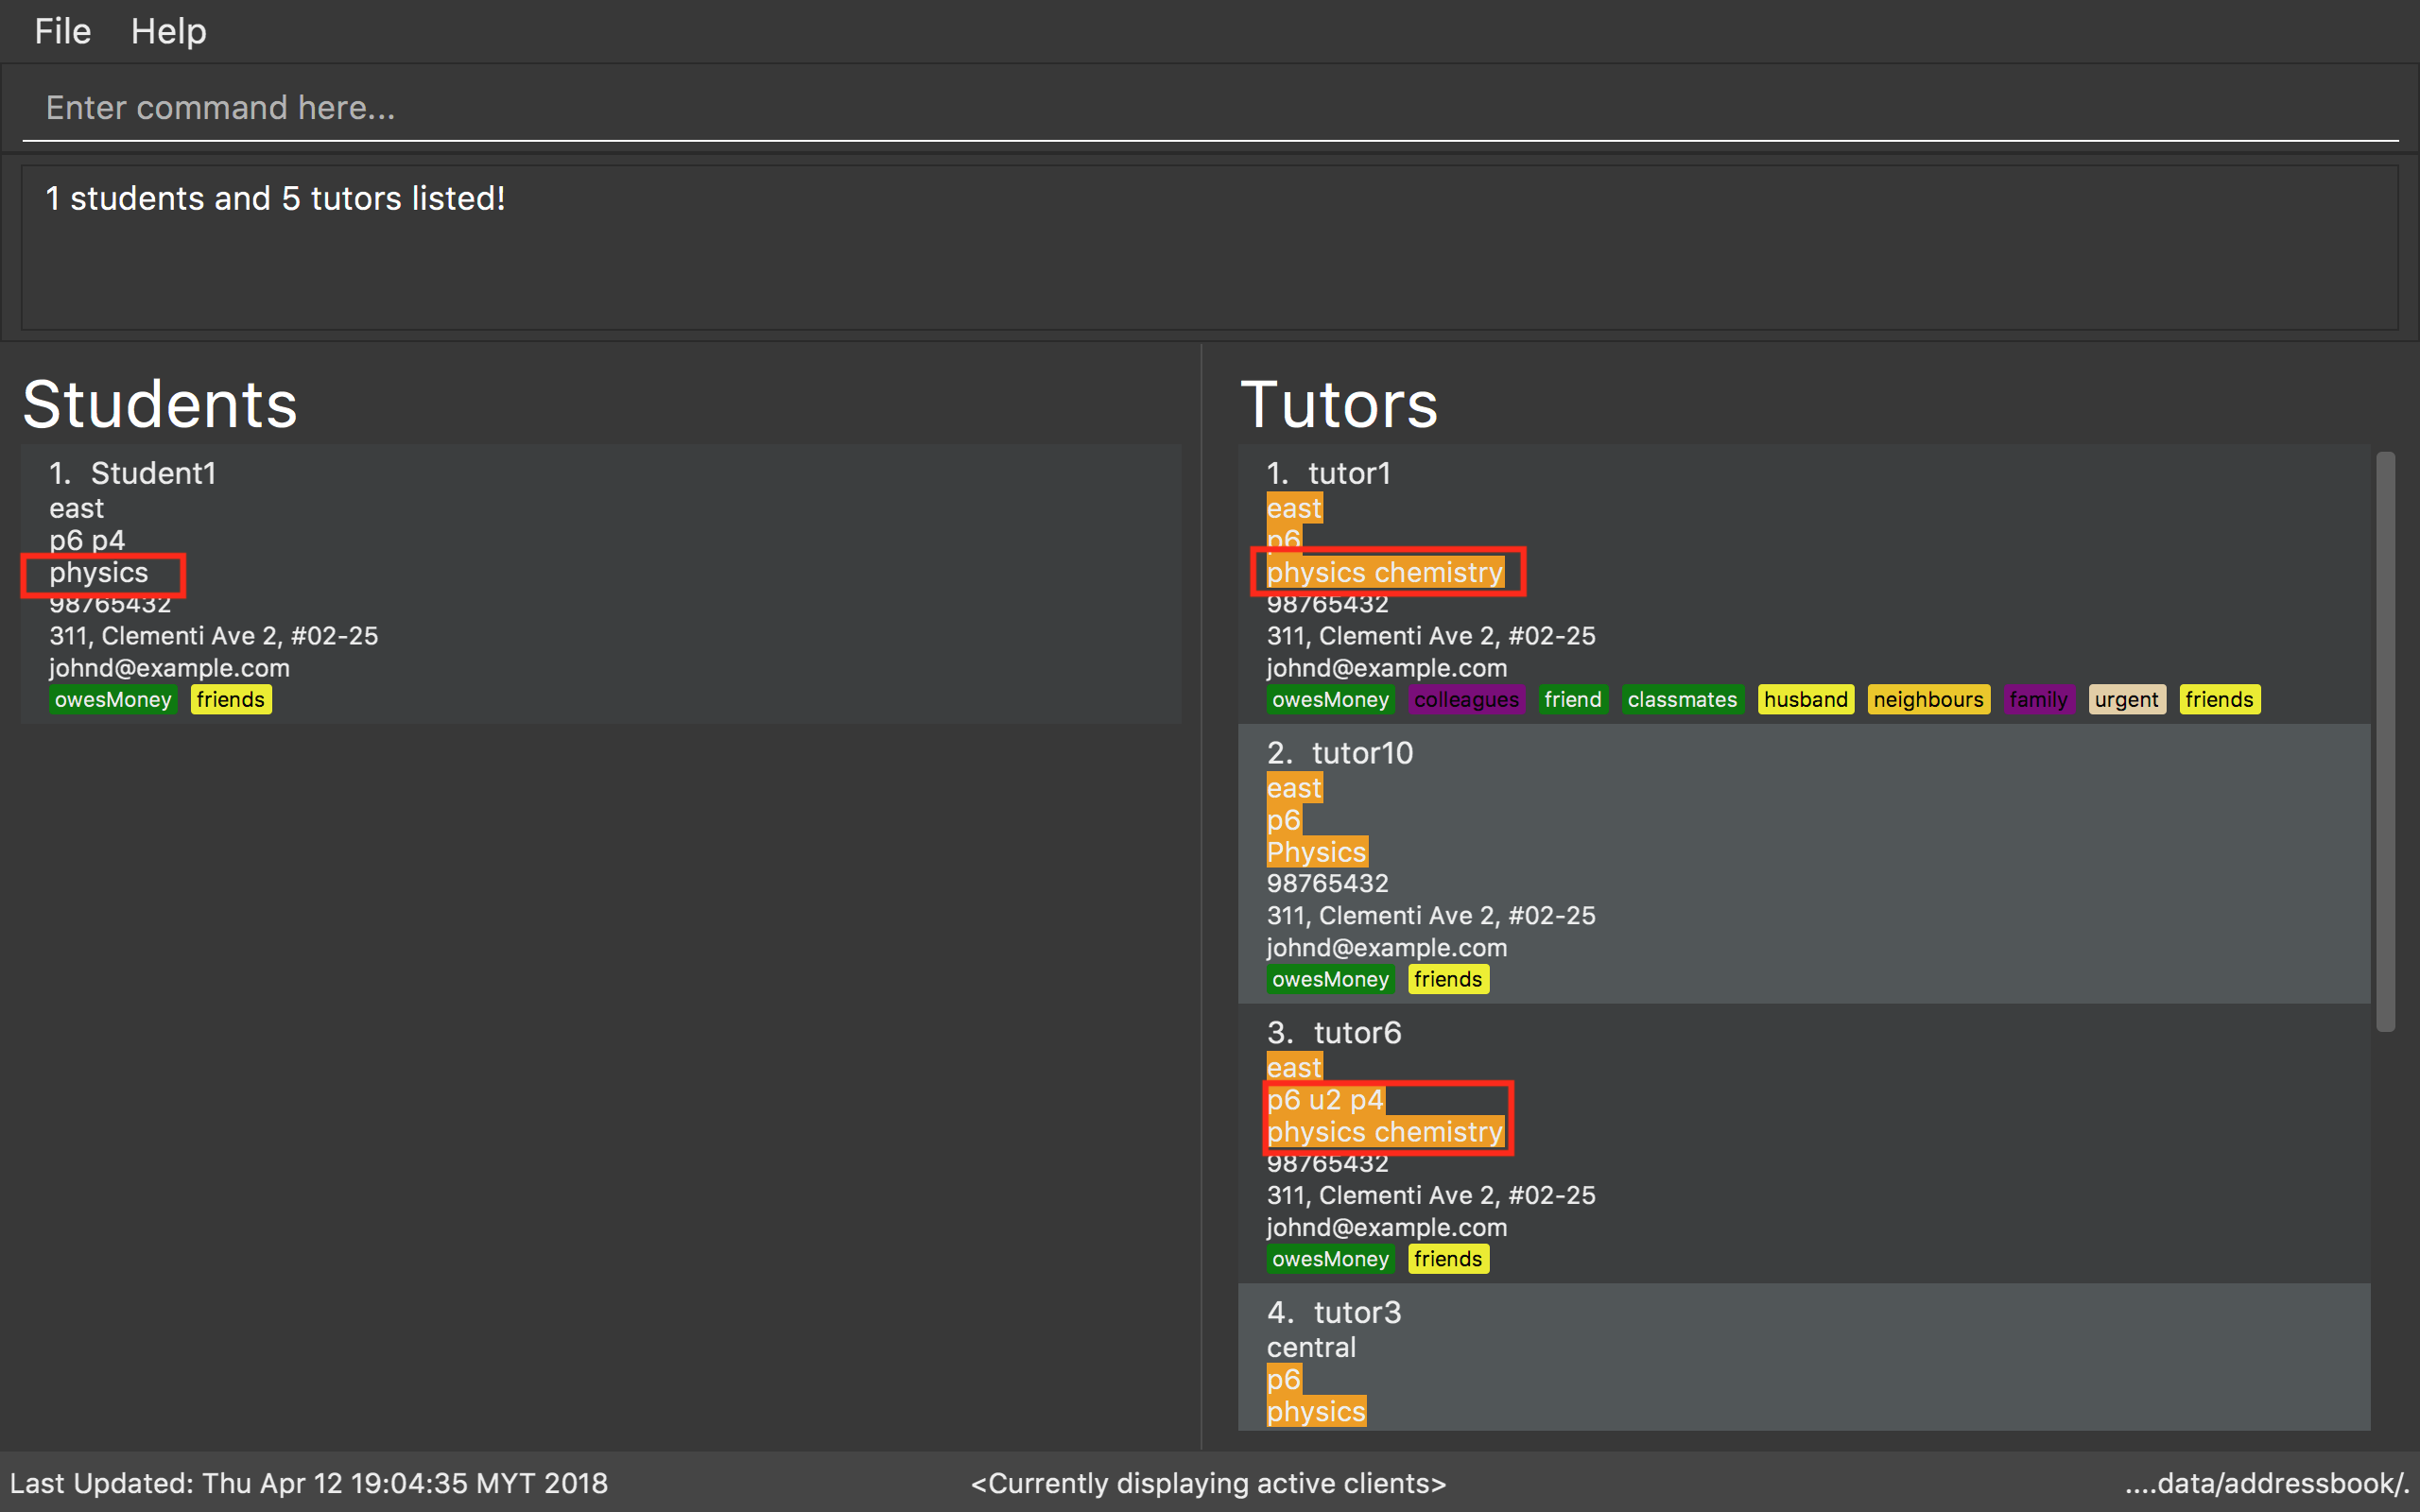 File Help
Enter command here...
1 students and 5 tutors listed!
Students
1. Student1
east
p6 p4
physics
98765432
311, Clementi Ave 2, #02-25
johnd@example.com
owesMoney friends
Tutors
1. tutor1
east
p6
physics chemistry
98765432
311, Clementi Ave 2, #02-25
johnd@example.com
owesMoney colleagues friend classmates husband neighbours family urgent friends
2. tutor10
east
p6
Physics
98765432
311, Clementi Ave 2, #02-25
johnd@example.com
owesMoney friends
3. tutor6
east
p6 u2 p4
physics chemistry
98765432
311, Clementi Ave 2, #02-25
johnd@example.com
owesMoney friends
4. tutor3
central
p6
physics
Last Updated: Thu Apr 12 19:04:35 MYT 2018 <Currently displaying active clients> ....data/addressbook/.